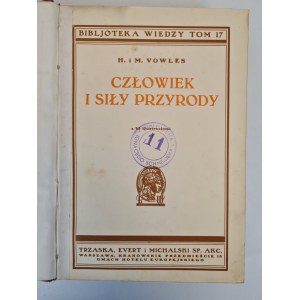 BIBLJOTEKA WIEDZY TOM 17
H. i M. VOWLES
CZŁOWIEK
I SIŁY PRZYRODY
11
TRZASKA, EVERT i MICHALSKI SP. AKC.
WARSZAWA, KRAKOWSKIE PRZEDMIEŚCIE 13
GMACH HOTELU EUROPEJSKIEGO